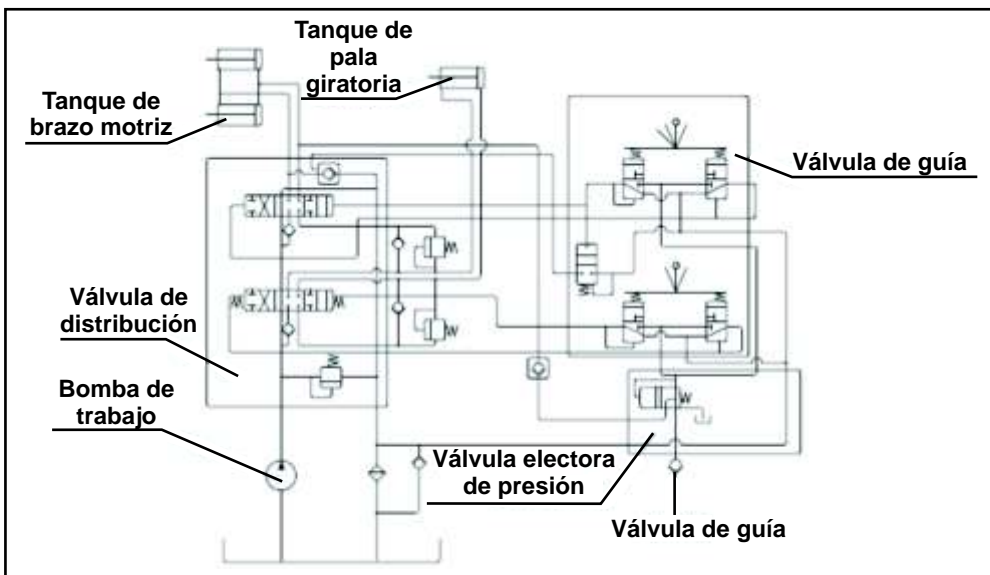 Tanque de
pala
giratoria
Tanque de
brazo motriz
Válvula de guía
Válvula de
distribución
Bomba de
trabajo
Válvula electora
de presión
Válvula de guía